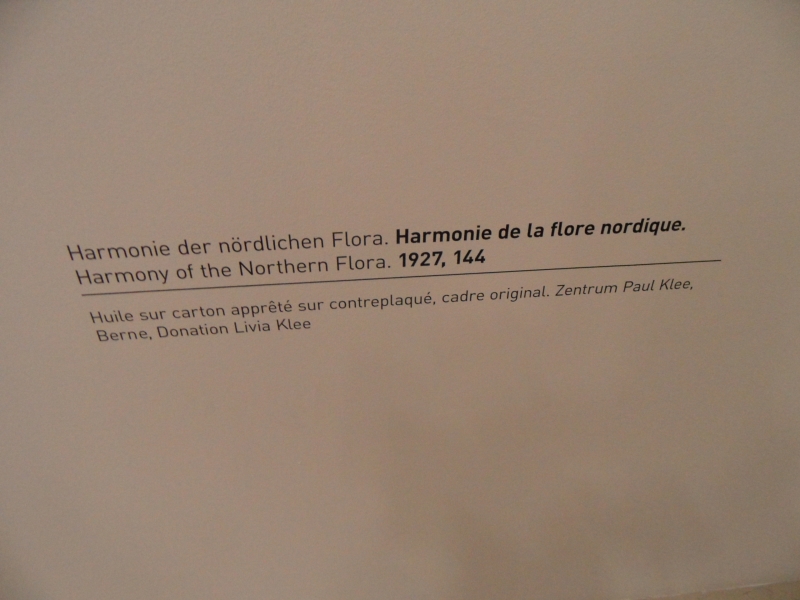 Harmonie der nördlichen Flora. Harmonie de la flore nordique.
Harmony of the Northern Flora. 1927, 144
Huile sur carton apprêté sur contreplaqué, cadre original. Zentrum Paul Klee,
Berne, Donation Livia Klee